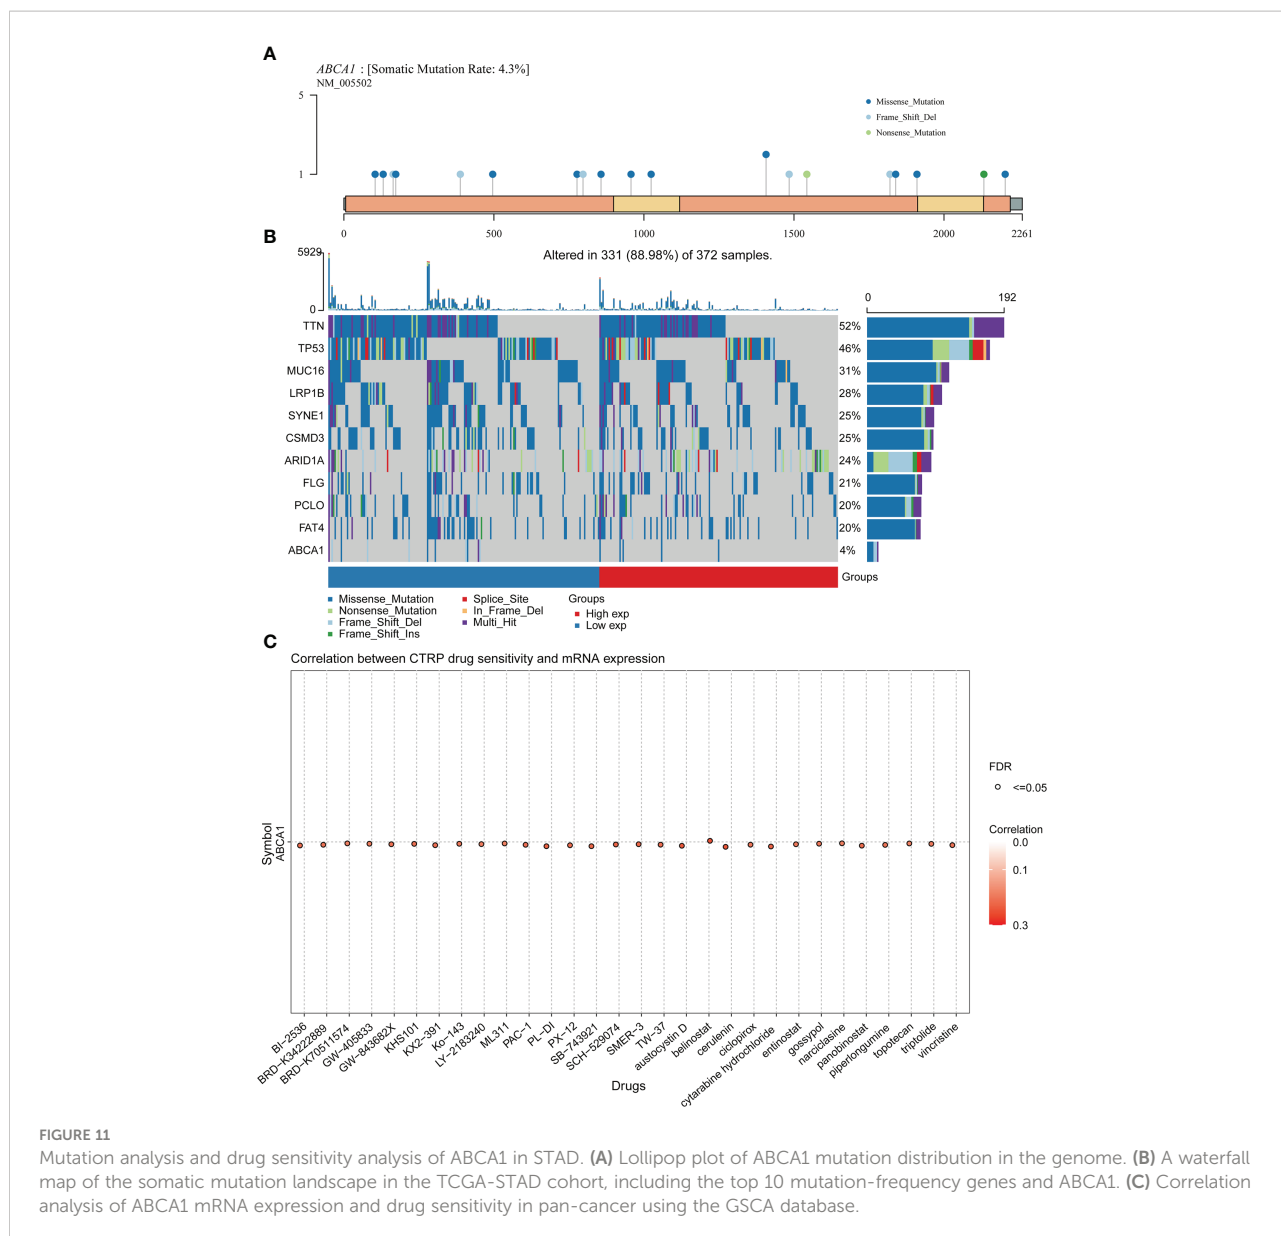 A
ABCA1 : [Somatic Mutation Rate: 4.3%]
NM_005502
5
1
Missense_Mutation
Frame_Shift_Del
Nonsense_Mutation
0 500 1000 1500 2000 2261
B
Altered in 331 (88.98%) of 372 samples.
5929
0
0 192
TTN 52%
TP53 46%
MUC16 31%
LRP1B 28%
SYNE1 25%
CSMD3 25%
ARID1A 24%
FLG 21%
PCLO 20%
FAT4 20%
ABCA1 4%
Groups
Missense_Mutation Splice_Site Groups
Nonsense_Mutation In_Frame_Del High exp
Frame_Shift_Del Multi_Hit Low exp
Frame_Shift_Ins
C
Correlation between CTRP drug sensitivity and mRNA expression
Symbol
ABCA1
FDR
<=0.05
Correlation
0.0
0.1
0.3
BI-2536
BRD-K34222889
BRD-K70511574
GW-405833
GW-843682X
KHS101
KX2-391
Ko-143
LY-2183240
ML311
PAC-1
PL-DI
PX-12
SB-743921
SCH-529074
SMER-3
TW-37
austocystin D
belinostat
cerulenin
ciclopirox
cytarabine hydrochloride
entinostat
gossypol
narciclasine
panobinostat
piperlongumine
topotecan
triptolide
vincristine
Drugs
FIGURE 11
Mutation analysis and drug sensitivity analysis of ABCA1 in STAD. (A) Lollipop plot of ABCA1 mutation distribution in the genome. (B) A waterfall
map of the somatic mutation landscape in the TCGA-STAD cohort, including the top 10 mutation-frequency genes and ABCA1. (C) Correlation
analysis of ABCA1 mRNA expression and drug sensitivity in pan-cancer using the GSCA database.